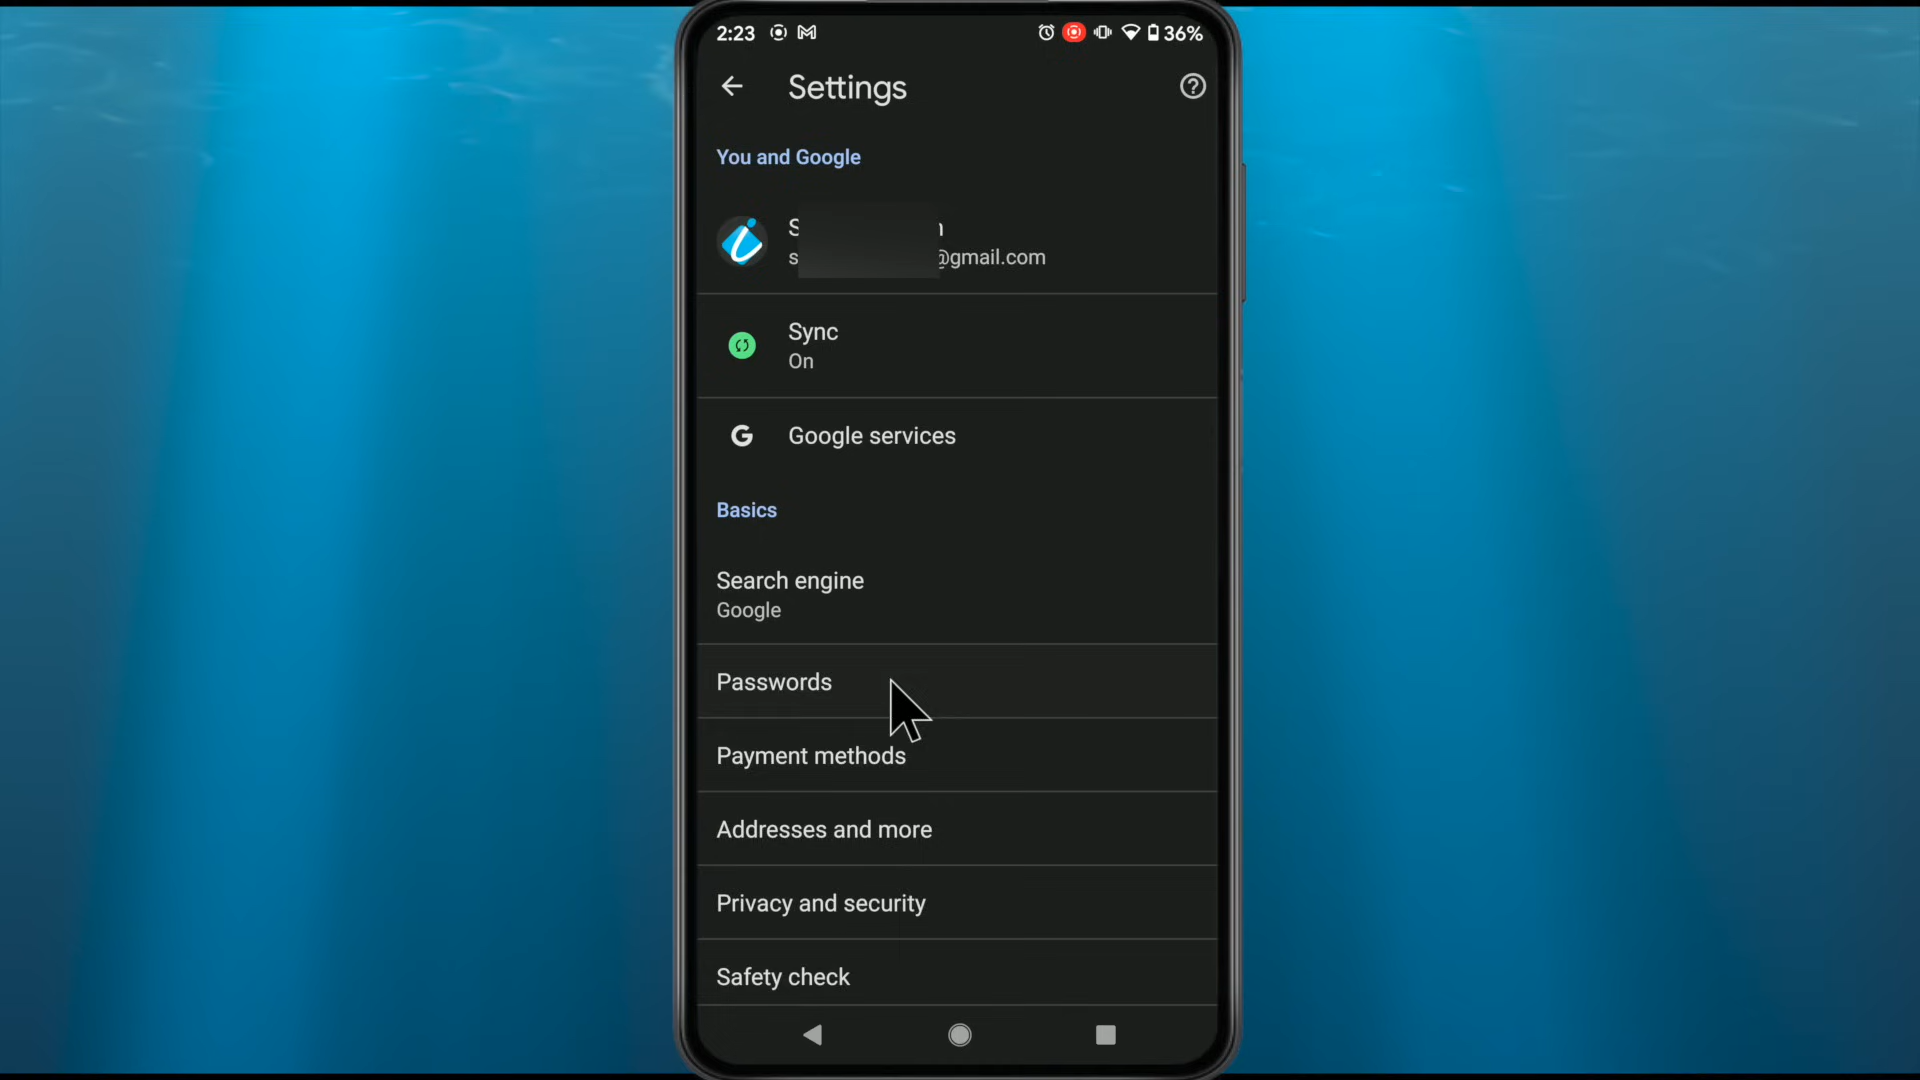 2:23 36%
Settings
You and Google
@gmail.com
Sync
On
Google services
Basics
Search engine
Google
Passwords
Payment methods
Addresses and more
Privacy and security
Safety check